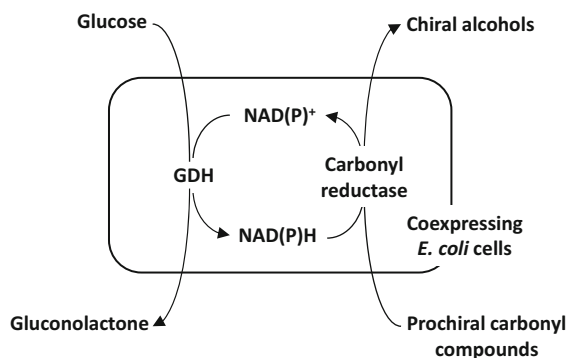 Glucose
Chiral alcohols
NAD(P)⁺
GDH
Carbonyl
reductase
NAD(P)H
Coexpressing
E. coli cells
Gluconolactone
Prochiral carbonyl
compounds